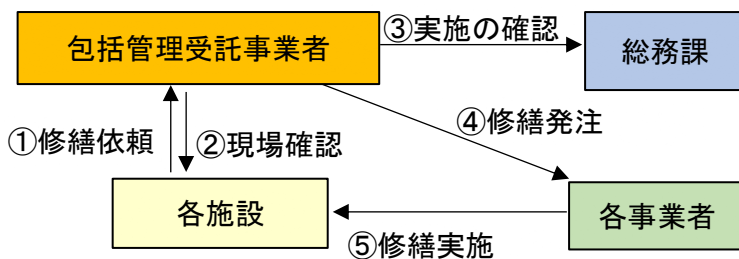 包括管理受託事業者
③実施の確認
総務課
④修繕発注
①修繕依頼
②現場確認
各施設
各事業者
⑤修繕実施